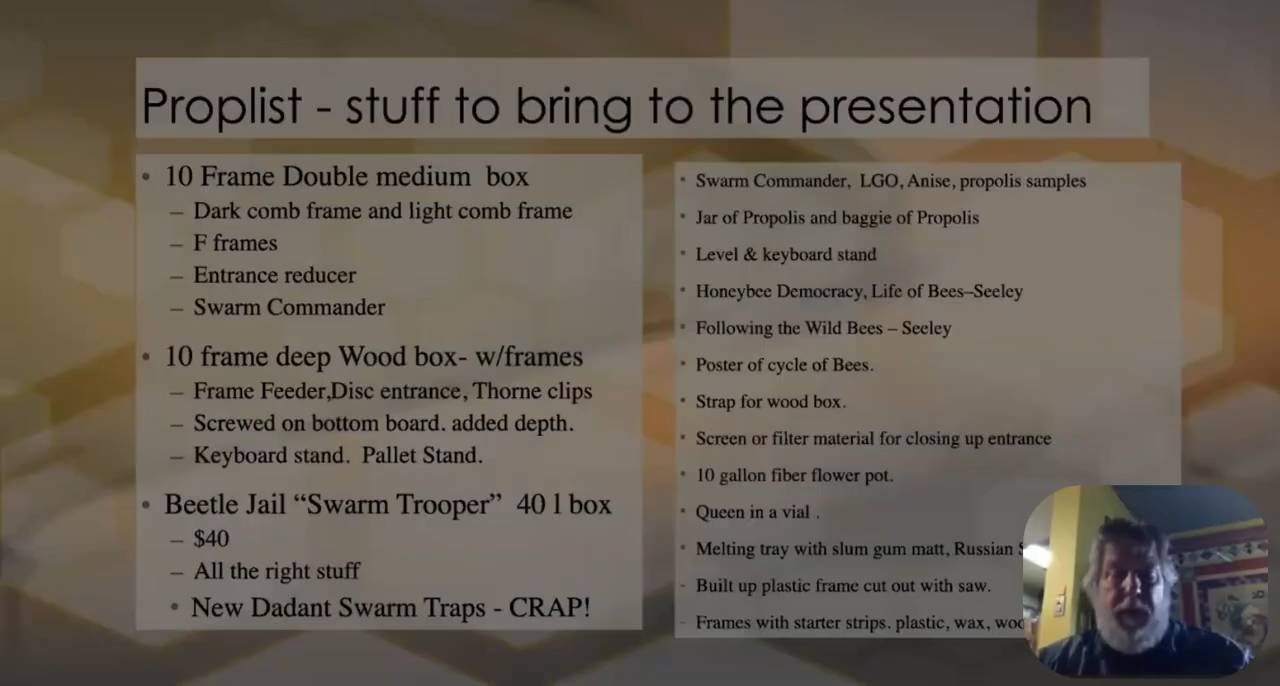 Proplist - stuff to bring to the presentation
• 10 Frame Double medium box
– Dark comb frame and light comb frame
– F frames
– Entrance reducer
– Swarm Commander
• 10 frame deep Wood box- w/frames
– Frame Feeder,Disc entrance, Thorne clips
– Screwed on bottom board. added depth.
– Keyboard stand. Pallet Stand.
• Beetle Jail “Swarm Trooper” 40 l box
– $40
– All the right stuff
• New Dadant Swarm Traps - CRAP!
• Swarm Commander, LGO, Anise, propolis samples
• Jar of Propolis and baggie of Propolis
• Level & keyboard stand
• Honeybee Democracy, Life of Bees–Seeley
• Following the Wild Bees – Seeley
• Poster of cycle of Bees.
• Strap for wood box.
• Screen or filter material for closing up entrance
• 10 gallon fiber flower pot.
• Queen in a vial .
• Melting tray with slum gum matt, Russian
- Built up plastic frame cut out with saw.
- Frames with starter strips. plastic, wax,